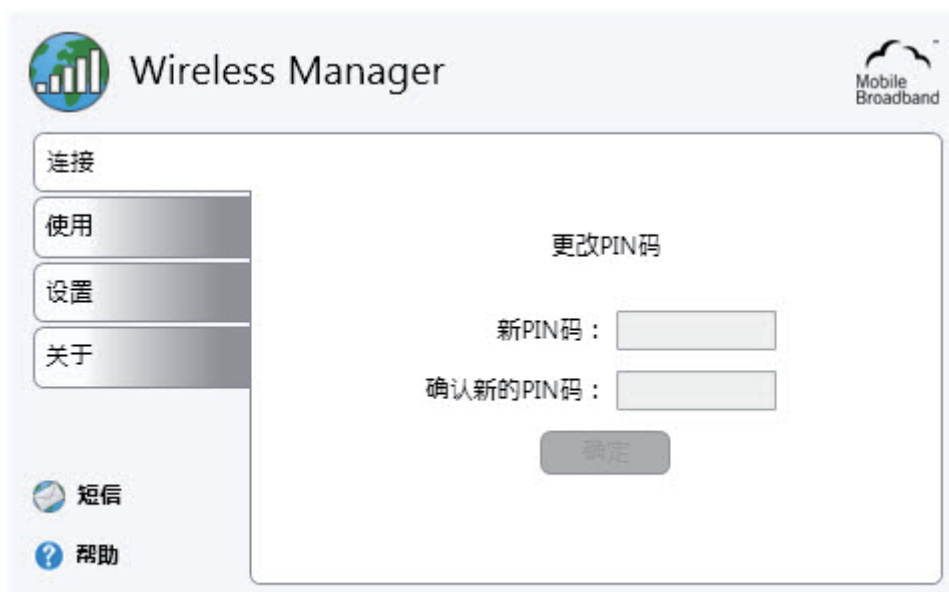 Wireless Manager
Mobile
Broadband
连接
使用
设置
关于
更改PIN码
新PIN码：
确认新的PIN码：
确定
短信
帮助